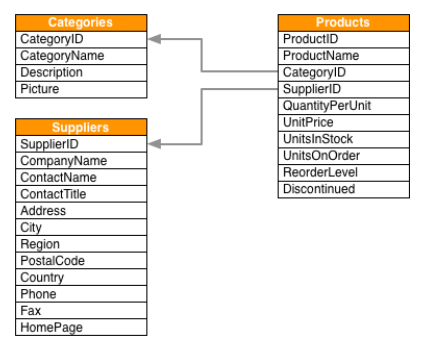 Categories
CategoryID
CategoryName
Description
Picture
Suppliers
SupplierID
CompanyName
ContactName
ContactTitle
Address
City
Region
PostalCode
Country
Phone
Fax
HomePage
Products
ProductID
ProductName
CategoryID
SupplierID
QuantityPerUnit
UnitPrice
UnitsInStock
UnitsOnOrder
ReorderLevel
Discontinued